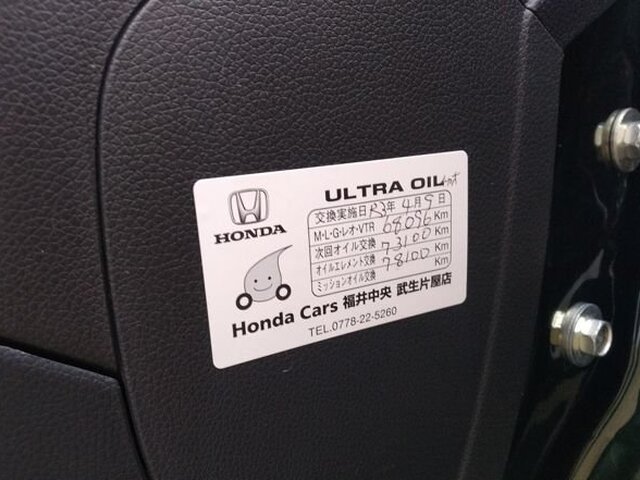 HONDA
ULTRA OIL
交換実施日 R3年 4月 9日
M・L・G・レオ・VTR 68096 Km
次回オイル交換 73100 Km
オイルエレメント交換 78100 Km
ミッションオイル交換 Km
Honda Cars 福井中央 武生片屋店
TEL.0778-22-5260